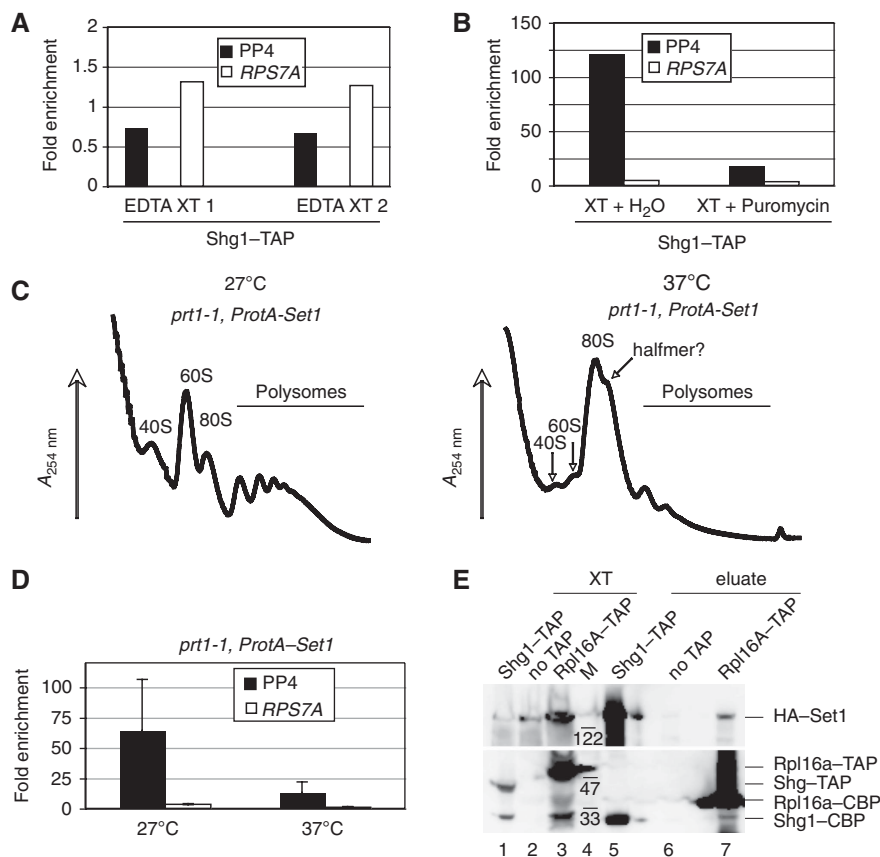 A
Fold enrichment
2
1.5
1
0.5
0
PP4
RPS7A
EDTA XT 1
EDTA XT 2
Shg1–TAP
B
Fold enrichment
150
100
50
0
PP4
RPS7A
XT + H2O
XT + Puromycin
Shg1–TAP
C
27°C
prt1-1, ProtA-Set1
A254 nm
40S
60S
80S
Polysomes
37°C
prt1-1, ProtA-Set1
A254 nm
40S
60S
80S
halfmer?
Polysomes
D
prt1-1, ProtA–Set1
Fold enrichment
100
75
50
25
0
PP4
RPS7A
27°C
37°C
E
XT
eluate
Shg1–TAP
no TAP
Rpl16A–TAP
M
Shg1–TAP
no TAP
Rpl16A–TAP
122
47
33
HA–Set1
Rpl16a–TAP
Shg–TAP
Rpl16a–CBP
Shg1–CBP
1 2 3 4 5 6 7